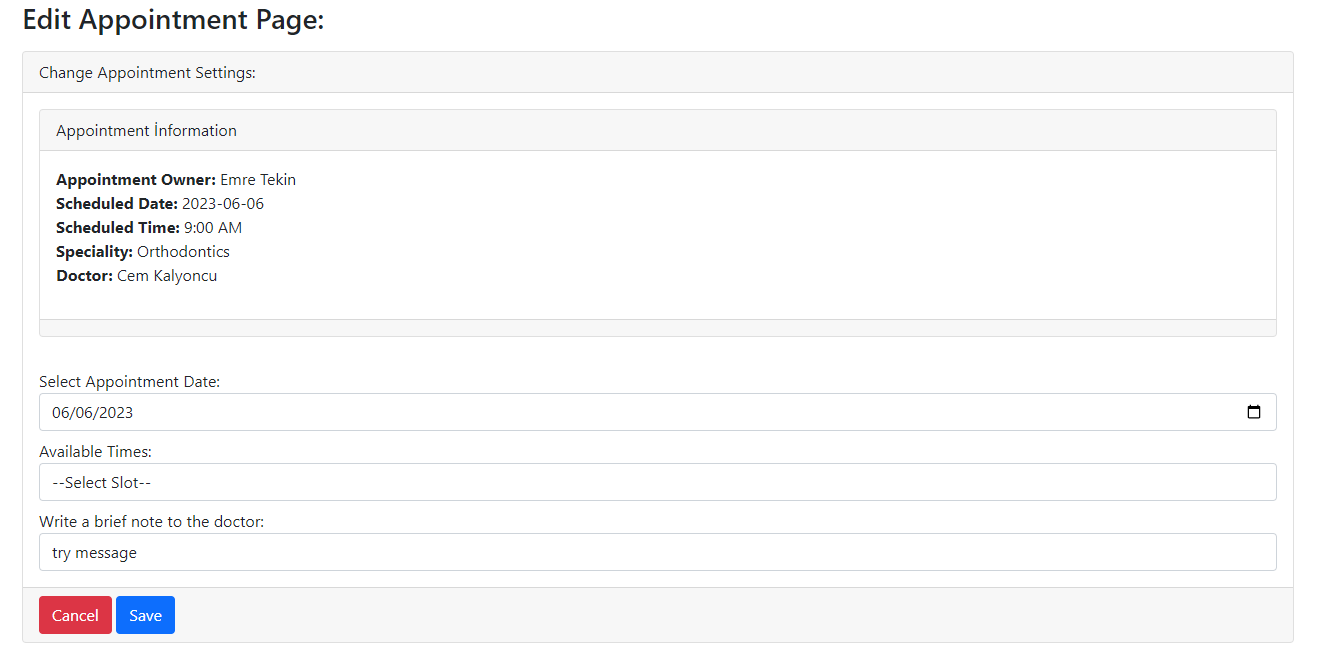 Edit Appointment Page:
Change Appointment Settings:
Appointment İnformation
Appointment Owner: Emre Tekin
Scheduled Date: 2023-06-06
Scheduled Time: 9:00 AM
Speciality: Orthodontics
Doctor: Cem Kalyoncu
Select Appointment Date:
06/06/2023
Available Times:
--Select Slot--
Write a brief note to the doctor:
try message
Cancel Save